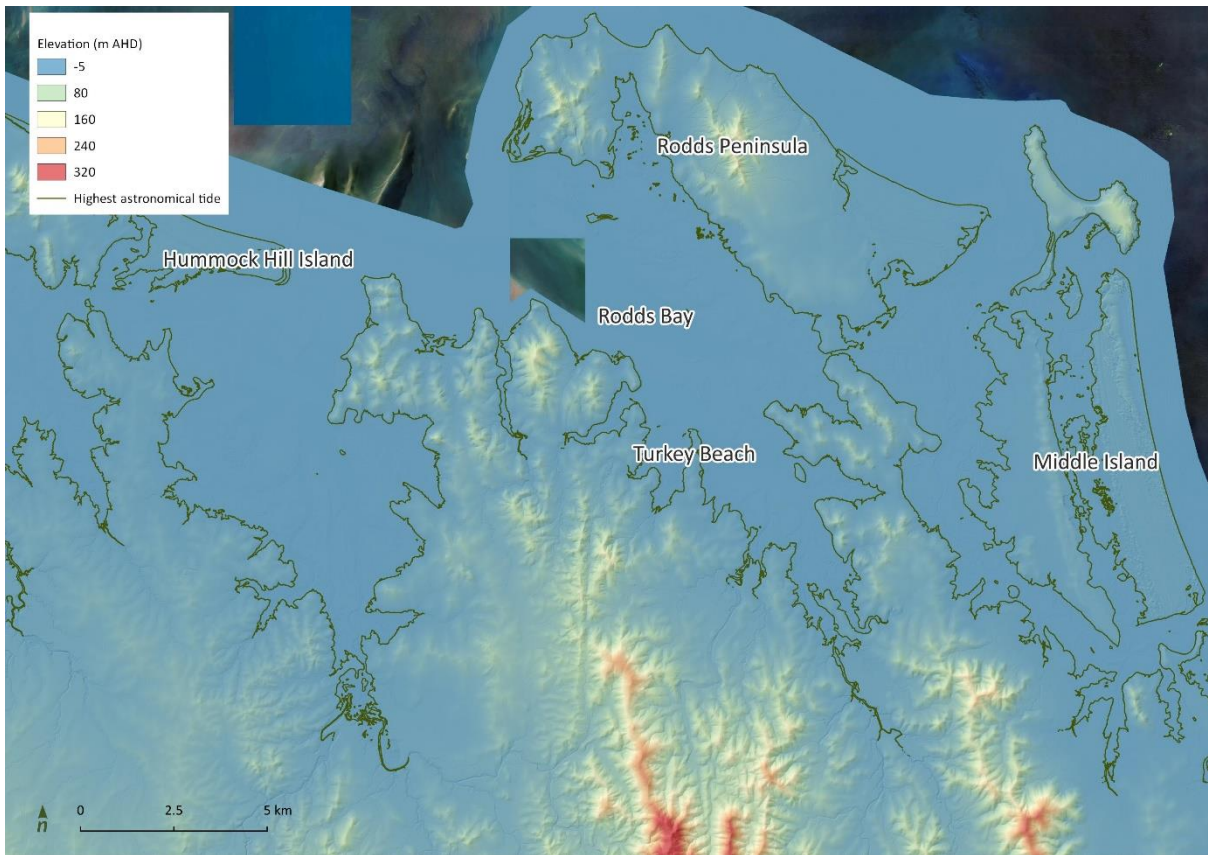 Elevation (m AHD)
-5
80
160
240
320
Highest astronomical tide
Rodds Peninsula
Hummock Hill Island
Rodds Bay
Turkey Beach
Middle Island
n
0 2.5 5 km